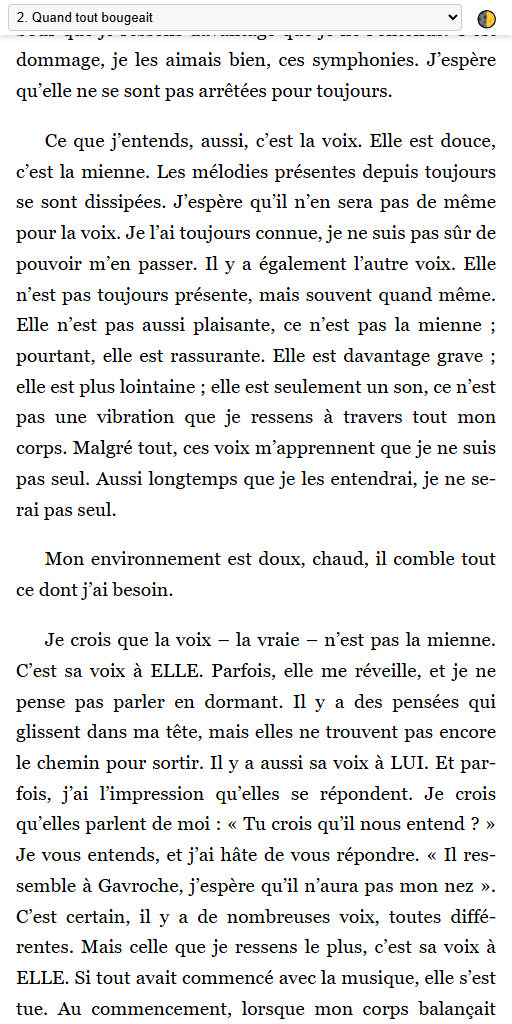 2. Quand tout bougeait
dommage, je les aimais bien, ces symphonies. J’espère
qu’elle ne se sont pas arrêtées pour toujours.
Ce que j’entends, aussi, c’est la voix. Elle est douce,
c’est la mienne. Les mélodies présentes depuis toujours
se sont dissipées. J’espère qu’il n’en sera pas de même
pour la voix. Je l’ai toujours connue, je ne suis pas sûr de
pouvoir m’en passer. Il y a également l’autre voix. Elle
n’est pas toujours présente, mais souvent quand même.
Elle n’est pas aussi plaisante, ce n’est pas la mienne ;
pourtant, elle est rassurante. Elle est davantage grave ;
elle est plus lointaine ; elle est seulement un son, ce n’est
pas une vibration que je ressens à travers tout mon
corps. Malgré tout, ces voix m’apprennent que je ne suis
pas seul. Aussi longtemps que je les entendrai, je ne se-
rai pas seul.
Mon environnement est doux, chaud, il comble tout
ce dont j’ai besoin.
Je crois que la voix – la vraie – n’est pas la mienne.
C’est sa voix à ELLE. Parfois, elle me réveille, et je ne
pense pas parler en dormant. Il y a des pensées qui
glissent dans ma tête, mais elles ne trouvent pas encore
le chemin pour sortir. Il y a aussi sa voix à LUI. Et par-
fois, j’ai l’impression qu’elles se répondent. Je crois
qu’elles parlent de moi : « Tu crois qu’il nous entend ? »
Je vous entends, et j’ai hâte de vous répondre. « Il res-
semble à Gavroche, j’espère qu’il n’aura pas mon nez ».
C’est certain, il y a de nombreuses voix, toutes diffé-
rentes. Mais celle que je ressens le plus, c’est sa voix à
ELLE. Si tout avait commencé avec la musique, elle s’est
tue. Au commencement, lorsque mon corps balançait